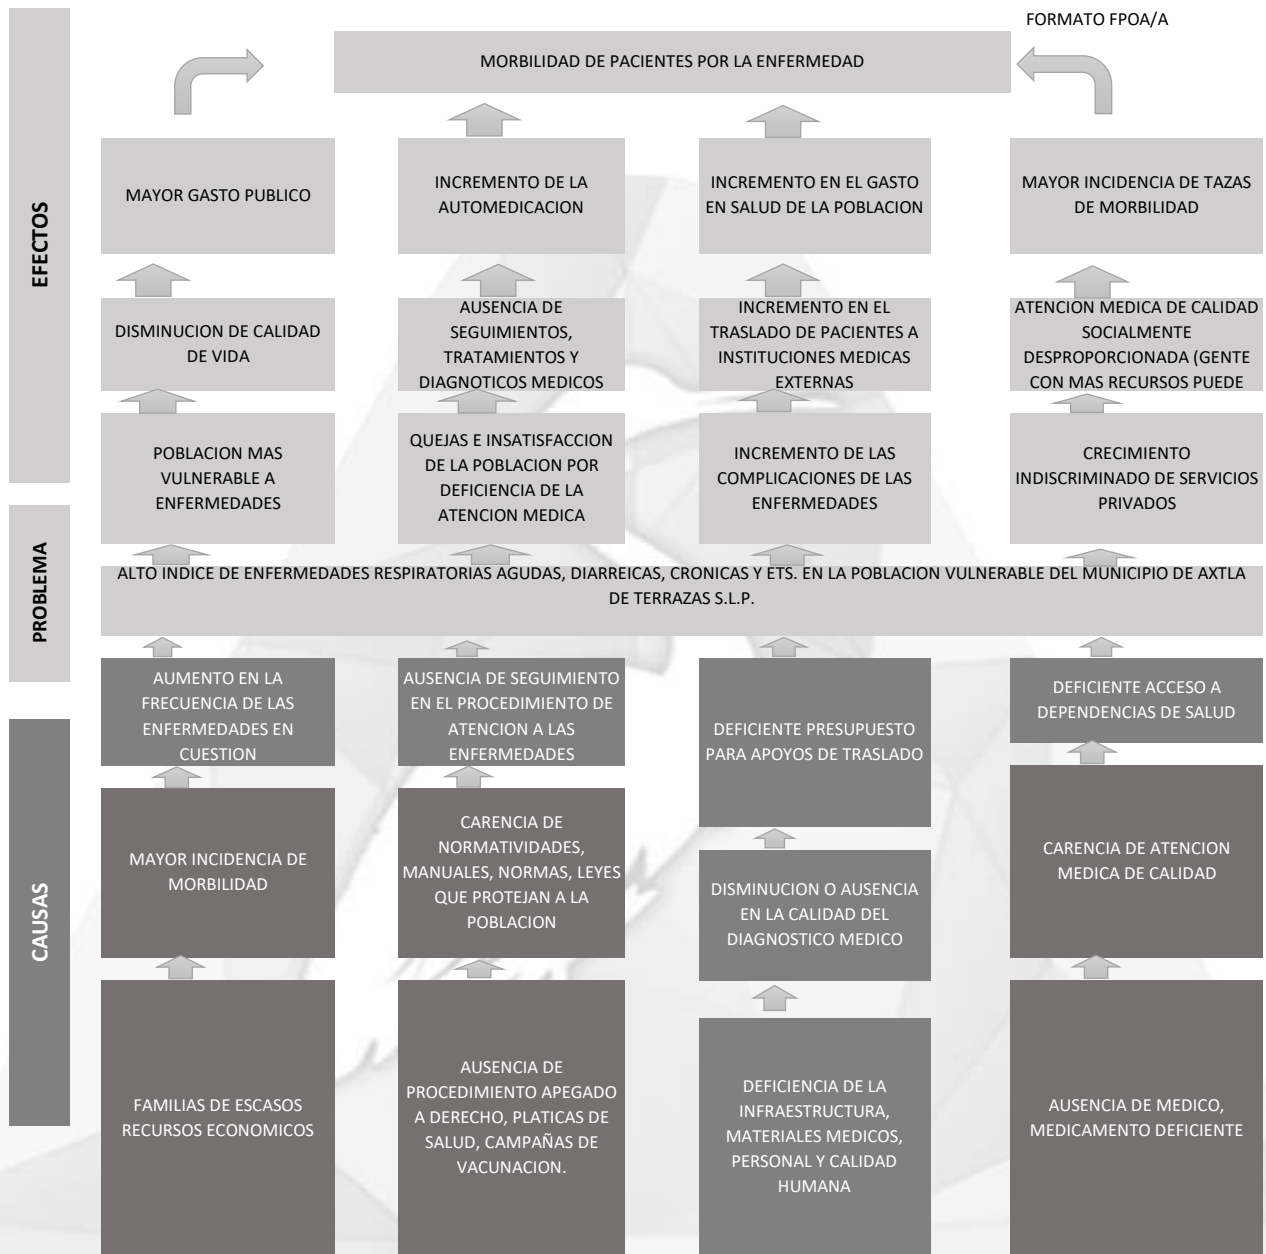 FORMATO FPOA/A
MORBILIDAD DE PACIENTES POR LA ENFERMEDAD
EFECTOS
MAYOR GASTO PUBLICO
INCREMENTO DE LA
AUTOMEDICACION
INCREMENTO EN EL GASTO
EN SALUD DE LA POBLACION
MAYOR INCIDENCIA DE TAZAS
DE MORBILIDAD
DISMINUCION DE CALIDAD
DE VIDA
AUSENCIA DE
SEGUIMIENTOS,
TRATAMIENTOS Y
DIAGNOTICOS MEDICOS
INCREMENTO EN EL
TRASLADO DE PACIENTES A
INSTITUCIONES MEDICAS
EXTERNAS
ATENCION MEDICA DE CALIDAD
SOCIALMENTE
DESPROPORCIONADA (GENTE
CON MAS RECURSOS PUEDE
POBLACION MAS
VULNERABLE A
ENFERMEDADES
QUEJAS E INSATISFACCION
DE LA POBLACION POR
DEFICIENCIA DE LA
ATENCION MEDICA
INCREMENTO DE LAS
COMPLICACIONES DE LAS
ENFERMEDADES
CRECIMIENTO
INDISCRIMINADO DE SERVICIOS
PRIVADOS
PROBLEMA
ALTO INDICE DE ENFERMEDADES RESPIRATORIAS AGUDAS, DIARREICAS, CRONICAS Y ETS. EN LA POBLACION VULNERABLE DEL MUNICIPIO DE AXTLA
DE TERRAZAS S.L.P.
CAUSAS
AUMENTO EN LA
FRECUENCIA DE LAS
ENFERMEDADES EN
CUESTION
AUSENCIA DE SEGUIMIENTO
EN EL PROCEDIMIENTO DE
ATENCION A LAS
ENFERMEDADES
DEFICIENTE PRESUPUESTO
PARA APOYOS DE TRASLADO
DEFICIENTE ACCESO A
DEPENDENCIAS DE SALUD
MAYOR INCIDENCIA DE
MORBILIDAD
CARENCIA DE
NORMATIVIDADES,
MANUALES, NORMAS, LEYES
QUE PROTEJAN A LA
POBLACION
DISMINUCION O AUSENCIA
EN LA CALIDAD DEL
DIAGNOSTICO MEDICO
CARENCIA DE ATENCION
MEDICA DE CALIDAD
FAMILIAS DE ESCASOS
RECURSOS ECONOMICOS
AUSENCIA DE
PROCEDIMIENTO APEGADO
A DERECHO, PLATICAS DE
SALUD, CAMPAÑAS DE
VACUNACION.
DEFICIENCIA DE LA
INFRAESTRUCTURA,
MATERIALES MEDICOS,
PERSONAL Y CALIDAD
HUMANA
AUSENCIA DE MEDICO,
MEDICAMENTO DEFICIENTE